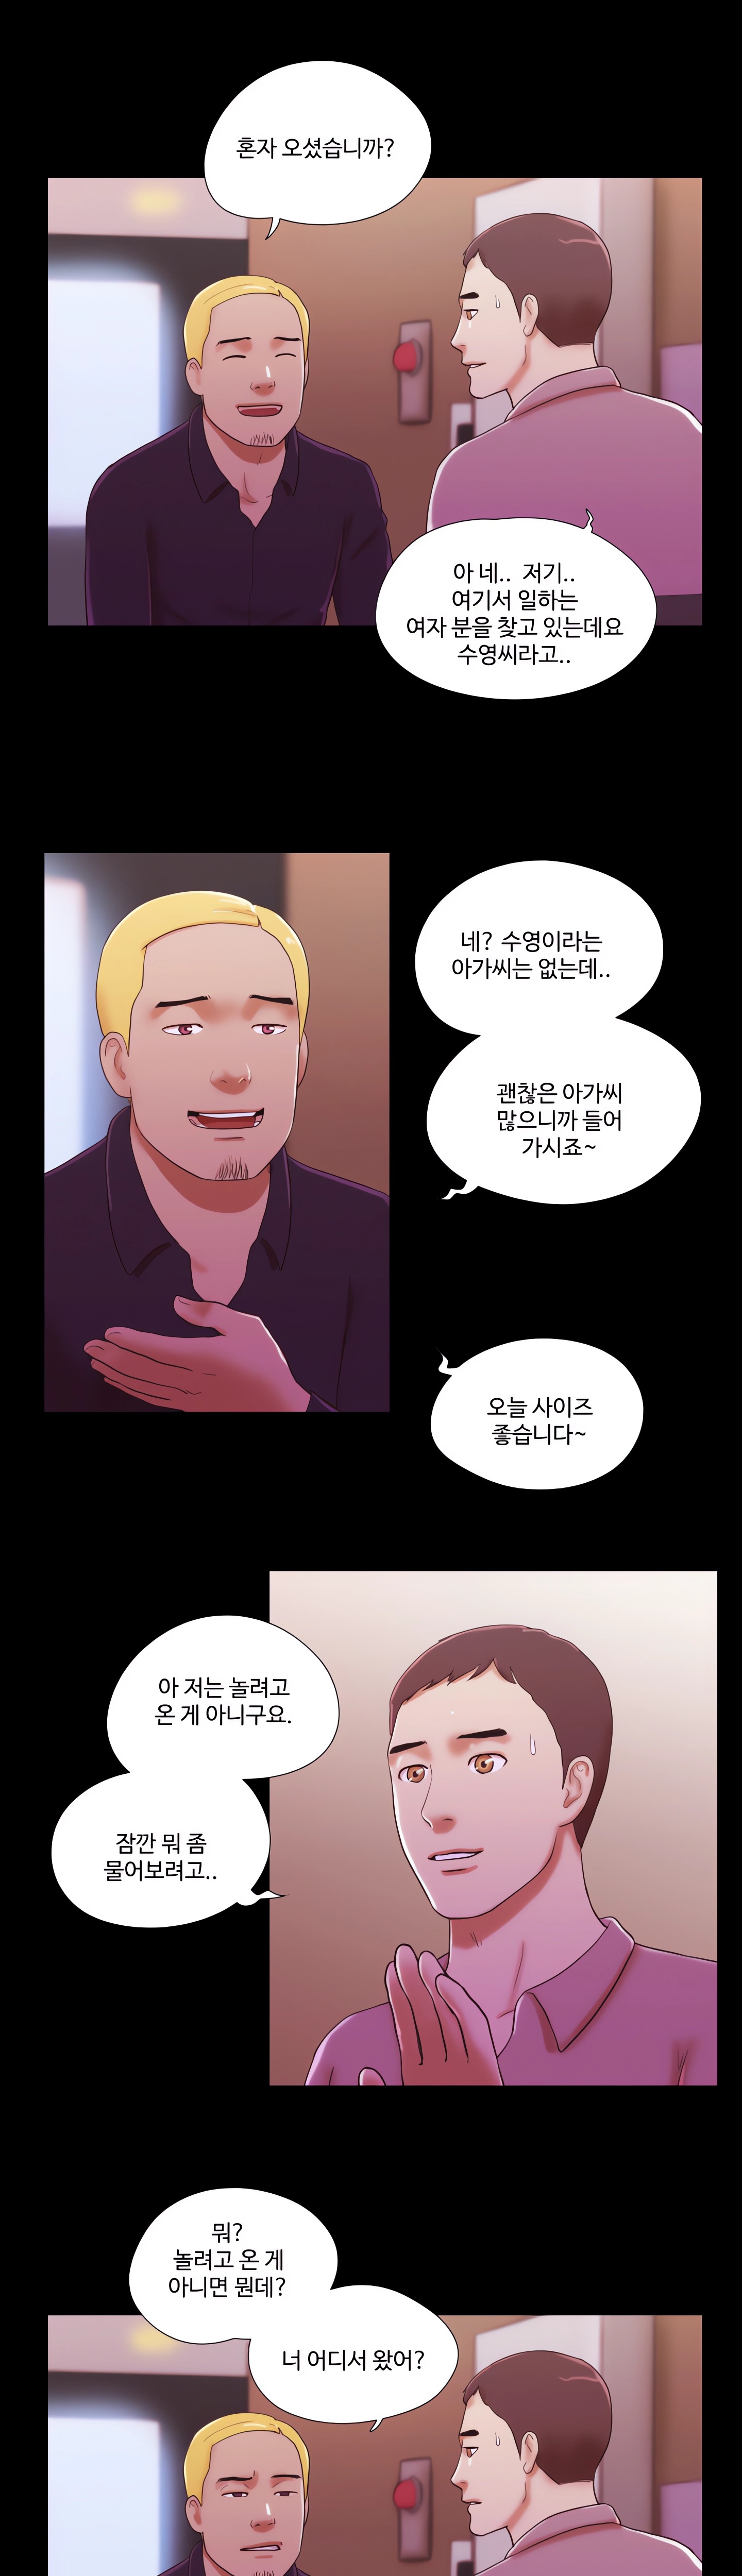 혼자 오셨습니까?
아 네.. 저기..
여기서 일하는
여자 분을 찾고 있는데요
수영씨라고..
네? 수영이라는
아가씨는 없는데..
괜찮은 아가씨
많으니까 들어
가시죠~
오늘 사이즈
좋습니다~
아 저는 놀려고
온 게 아니구요.
잠깐 뭐 좀
물어보려고..
뭐?
놀려고 온 게
아니면 뭔데?
너 어디서 왔어?